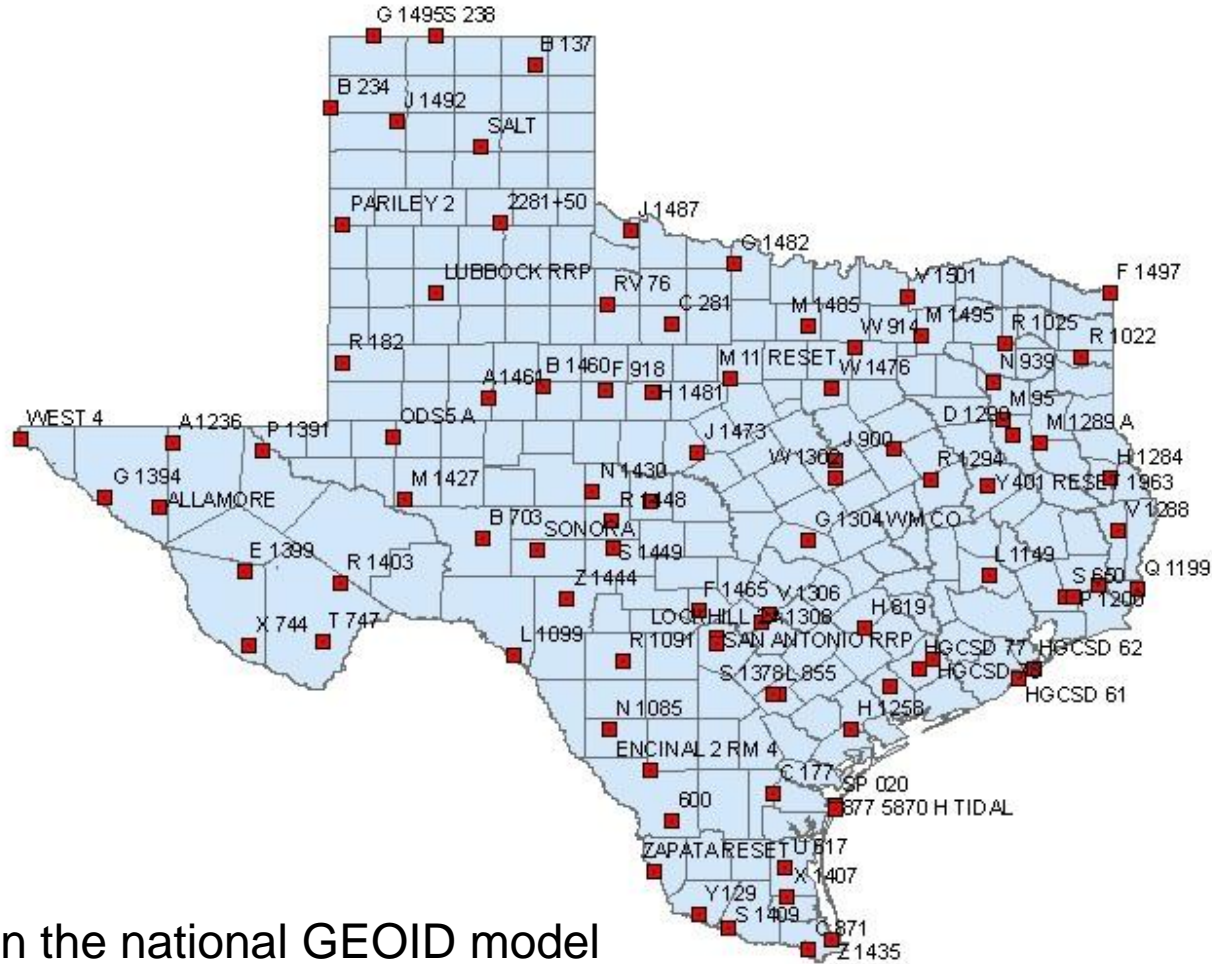 G 1495 S 238
B 137
B 234
J 1492
SALT
PARILEY 2
2281+50
J 1487
G 1482
LUBBOCK RRP
RV 76
C 281
V 1501
F 1497
M 1485
W 914
M 1495
R 1025
R 1022
R 182
A 1461
B 1460
F 918
H 1481
M 11 RESET
W 1476
N 939
M 95
D 1299
M 1289 A
WEST 4
A 1236
P 1391
ODS5 A
J 1473
J 900
W 1302
R 1294
H 1284
Y 401 RESET 1963
G 1394
ALLAMORE
M 1427
N 1430
R 1448
V 1288
B 703
SONORA
S 1449
G 1304 WM CO
E 1399
R 1403
Z 1444
L 1149
S 650
Q 1199
P 1200
F 1465
V 1306
LOCKHILL
A 1308
H 819
X 744
T 747
L 1099
R 1091
SAN ANTONIO RRP
HGCSD 77
HGCSD 62
HGCSD
HGCSD 61
S 1378
L 855
H 1258
N 1085
ENCINAL 2 RM 4
C 177
SP 020
877 5870 H TIDAL
600
ZAPATA RESET
U 617
X 1407
Y 129
S 1409
C 871
Z 1435
n the national GEOID model